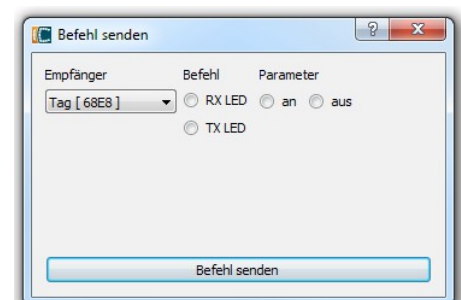 Befehl senden
Empfänger Befehl Parameter
Tag [ 68E8 ] RX LED an aus
TX LED
Befehl senden